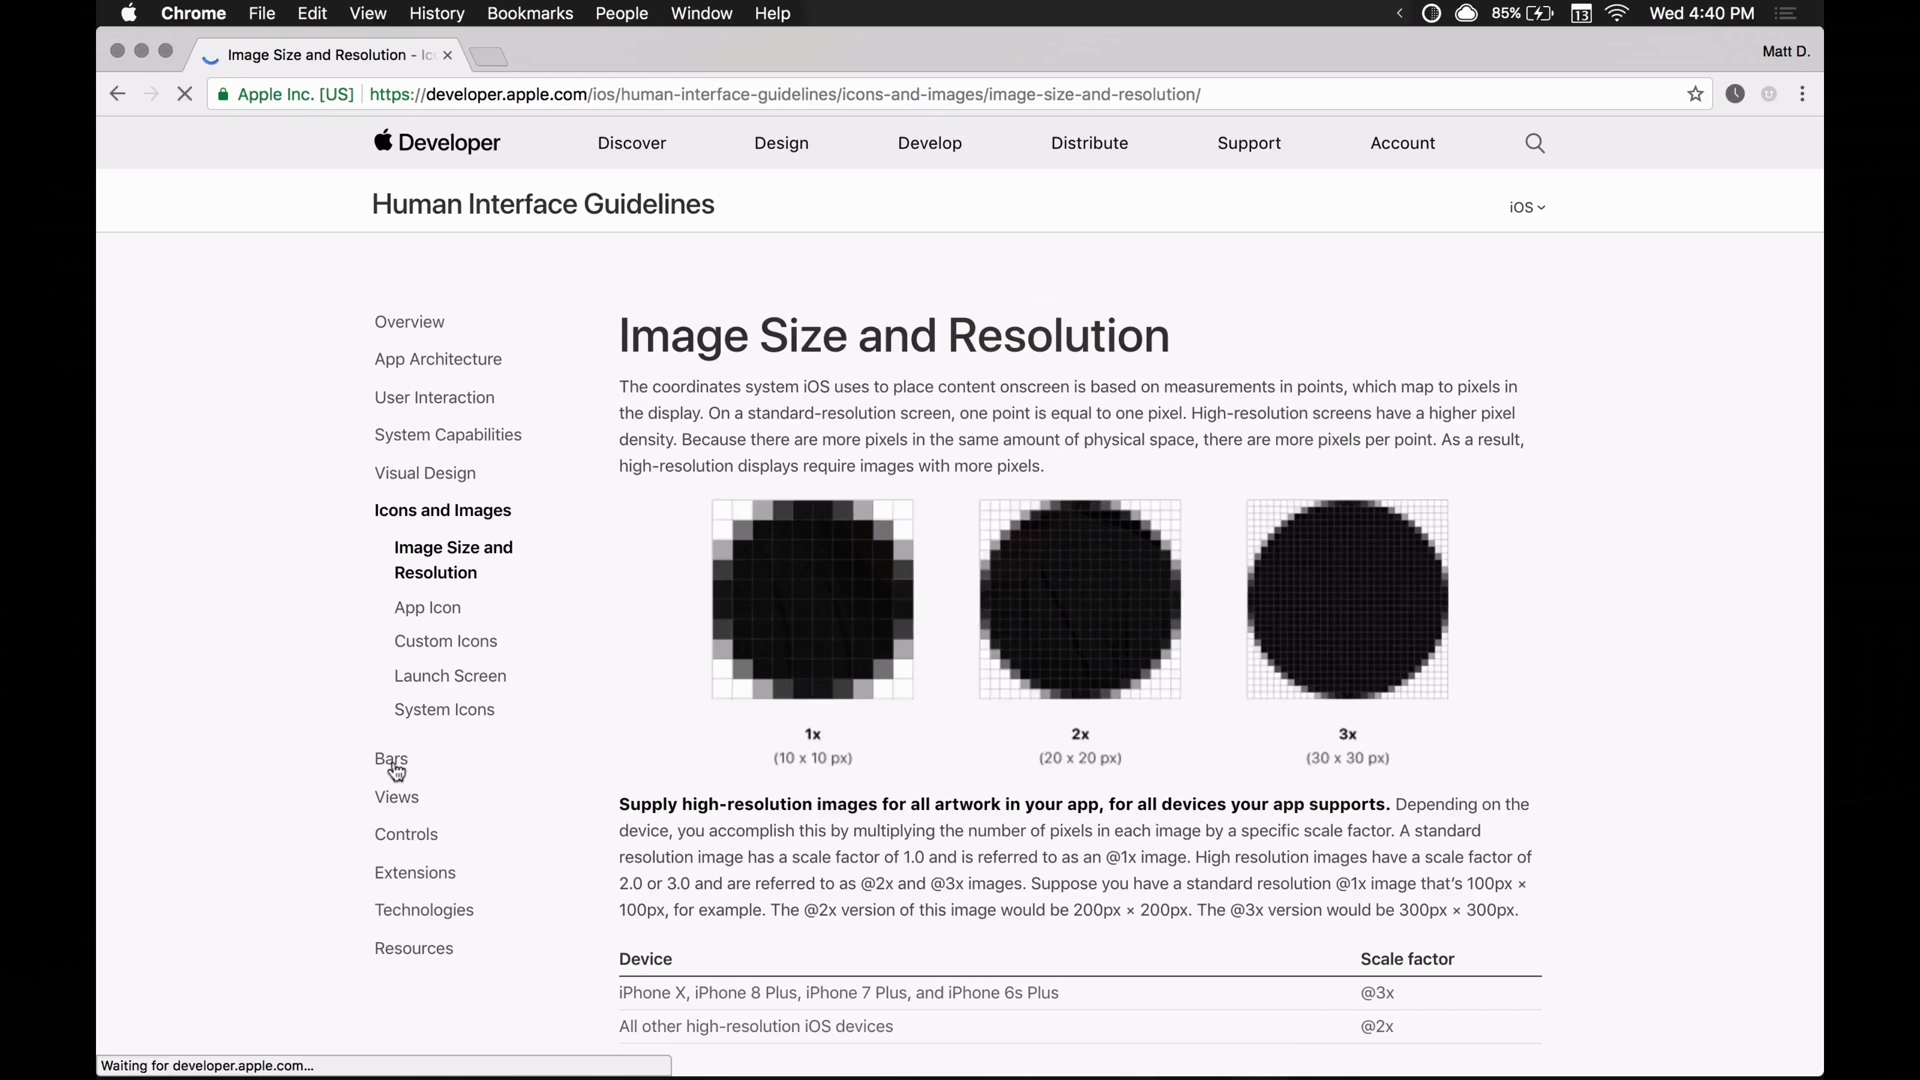 Chrome File Edit View History Bookmarks People Window Help 85% 13 Wed 4:40 PM
Image Size and Resolution - Ic Matt D.
Apple Inc. [US] https://developer.apple.com/ios/human-interface-guidelines/icons-and-images/image-size-and-resolution/
Developer Discover Design Develop Distribute Support Account
Human Interface Guidelines iOS
Overview
App Architecture
User Interaction
System Capabilities
Visual Design
Icons and Images
Image Size and
Resolution
App Icon
Custom Icons
Launch Screen
System Icons
Bars
Views
Controls
Extensions
Technologies
Resources
Image Size and Resolution
The coordinates system iOS uses to place content onscreen is based on measurements in points, which map to pixels in
the display. On a standard-resolution screen, one point is equal to one pixel. High-resolution screens have a higher pixel
density. Because there are more pixels in the same amount of physical space, there are more pixels per point. As a result,
high-resolution displays require images with more pixels.
1x 2x 3x
(10 x 10 px) (20 x 20 px) (30 x 30 px)
Supply high-resolution images for all artwork in your app, for all devices your app supports. Depending on the
device, you accomplish this by multiplying the number of pixels in each image by a specific scale factor. A standard
resolution image has a scale factor of 1.0 and is referred to as an @1x image. High resolution images have a scale factor of
2.0 or 3.0 and are referred to as @2x and @3x images. Suppose you have a standard resolution @1x image that’s 100px ×
100px, for example. The @2x version of this image would be 200px × 200px. The @3x version would be 300px × 300px.
Device Scale factor
iPhone X, iPhone 8 Plus, iPhone 7 Plus, and iPhone 6s Plus @3x
All other high-resolution iOS devices @2x
Waiting for developer.apple.com...